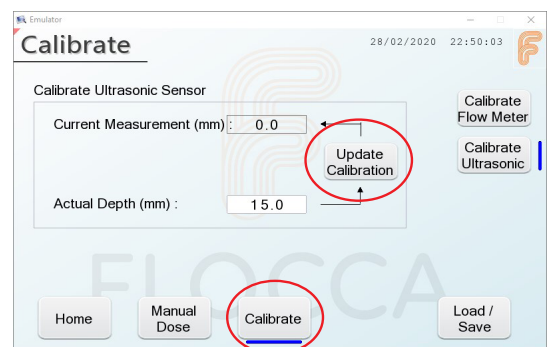 Emulator
Calibrate
28/02/2020 22:50:03
Calibrate Ultrasonic Sensor
Current Measurement (mm) : 0.0
Update
Calibration
Actual Depth (mm) : 15.0
Calibrate
Flow Meter
Calibrate
Ultrasonic
FLOCCA
Home
Manual
Dose
Calibrate
Load /
Save